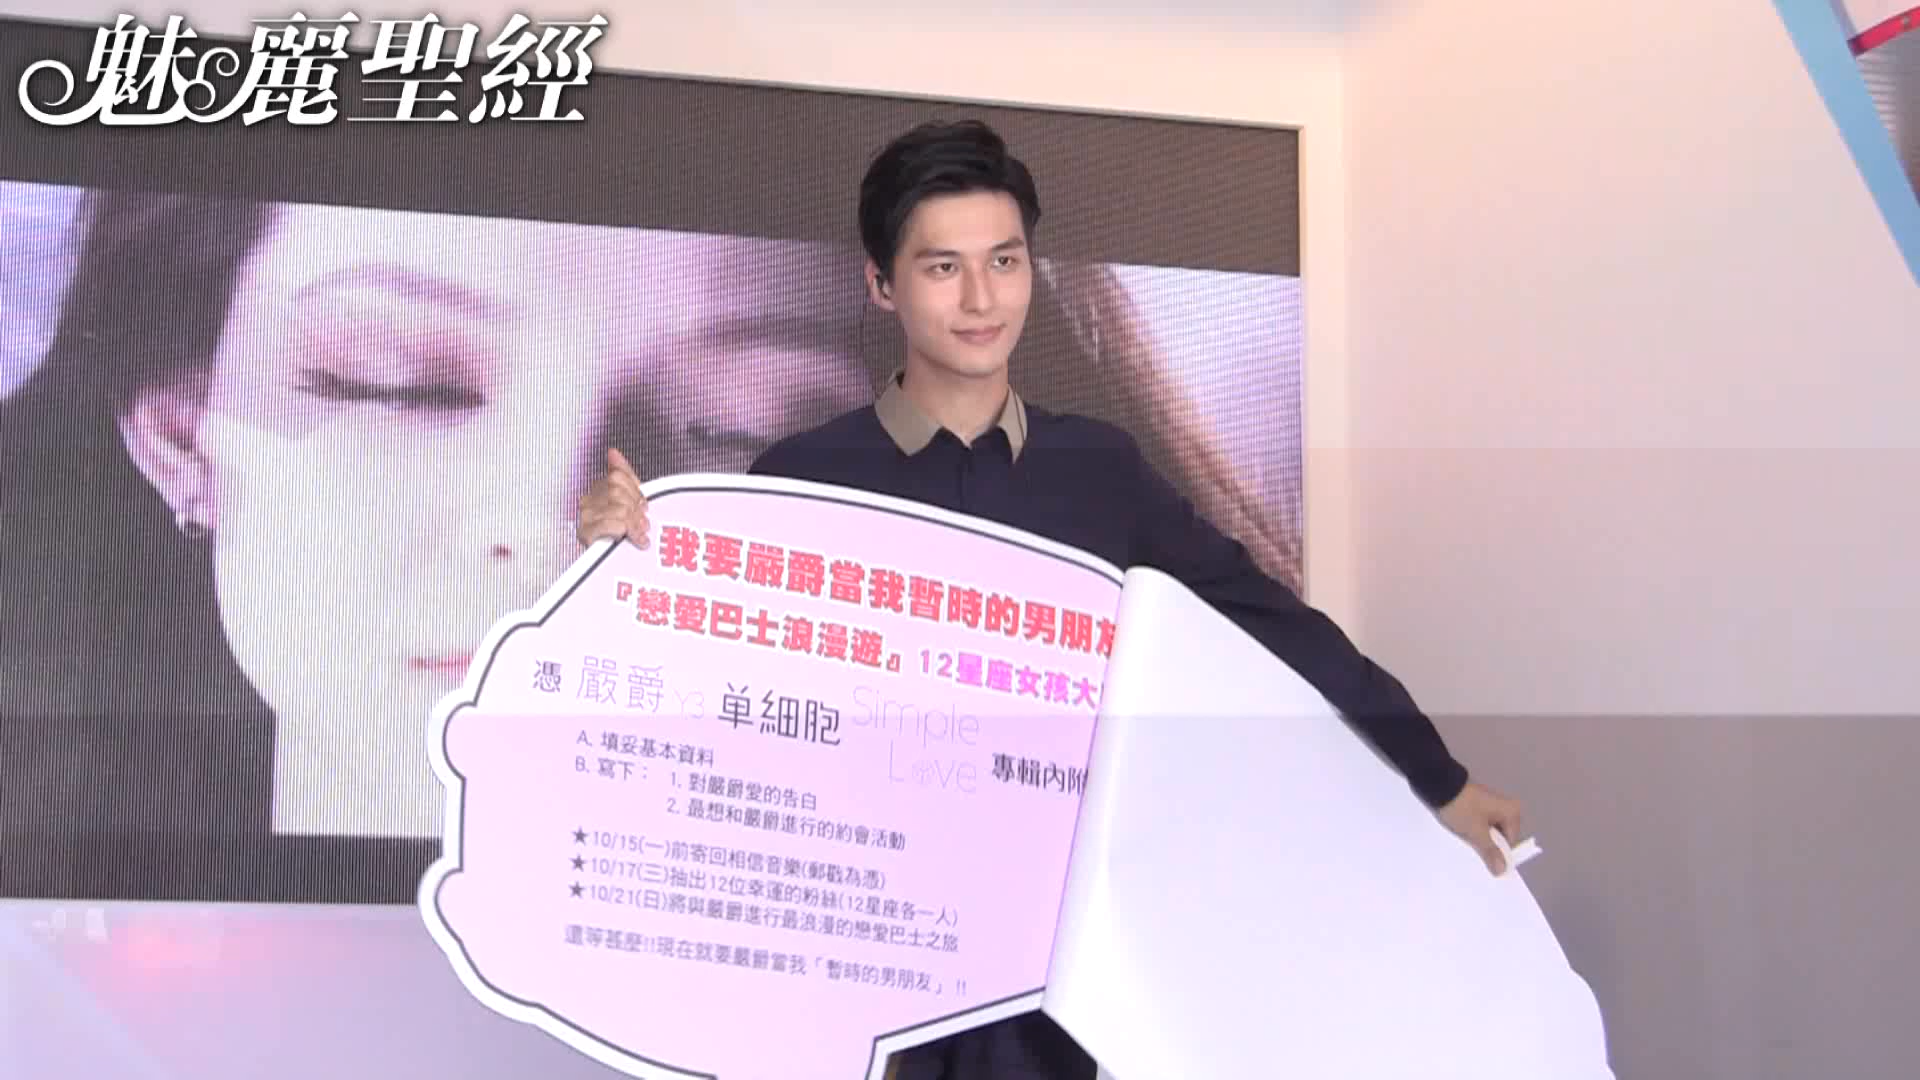 魅麗聖經
我要嚴爵當我暫時的男朋友
『戀愛巴士浪漫遊』12星座女孩大
憑 嚴爵 Y3 单細胞 Simple Love 專輯內附
A. 填妥基本資料
B. 寫下： 1. 對嚴爵愛的告白
2. 最想和嚴爵進行的約會活動
★10/15(一)前寄回相信音樂(郵戳為憑)
★10/17(三)抽出12位幸運的粉絲(12星座各一人)
★10/21(日)將與嚴爵進行最浪漫的戀愛巴士之旅
還等甚麼!!現在就要嚴爵當我「暫時的男朋友」!!